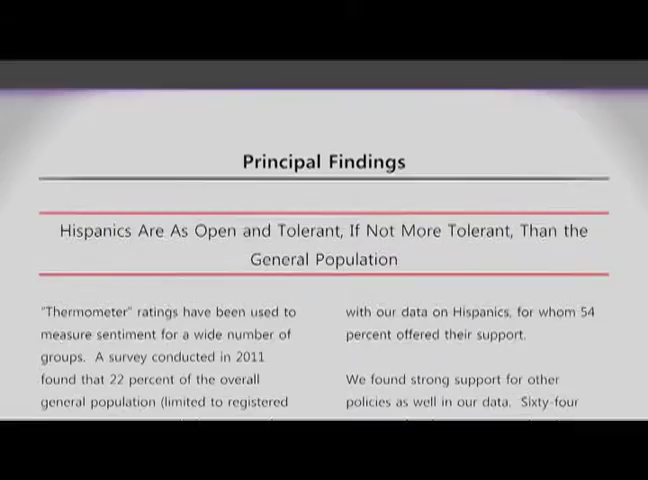 Principal Findings
Hispanics Are As Open and Tolerant, If Not More Tolerant, Than the
General Population
"Thermometer" ratings have been used to
measure sentiment for a wide number of
groups. A survey conducted in 2011
found that 22 percent of the overall
general population (limited to registered
with our data on Hispanics, for whom 54
percent offered their support.
We found strong support for other
policies as well in our data. Sixty-four